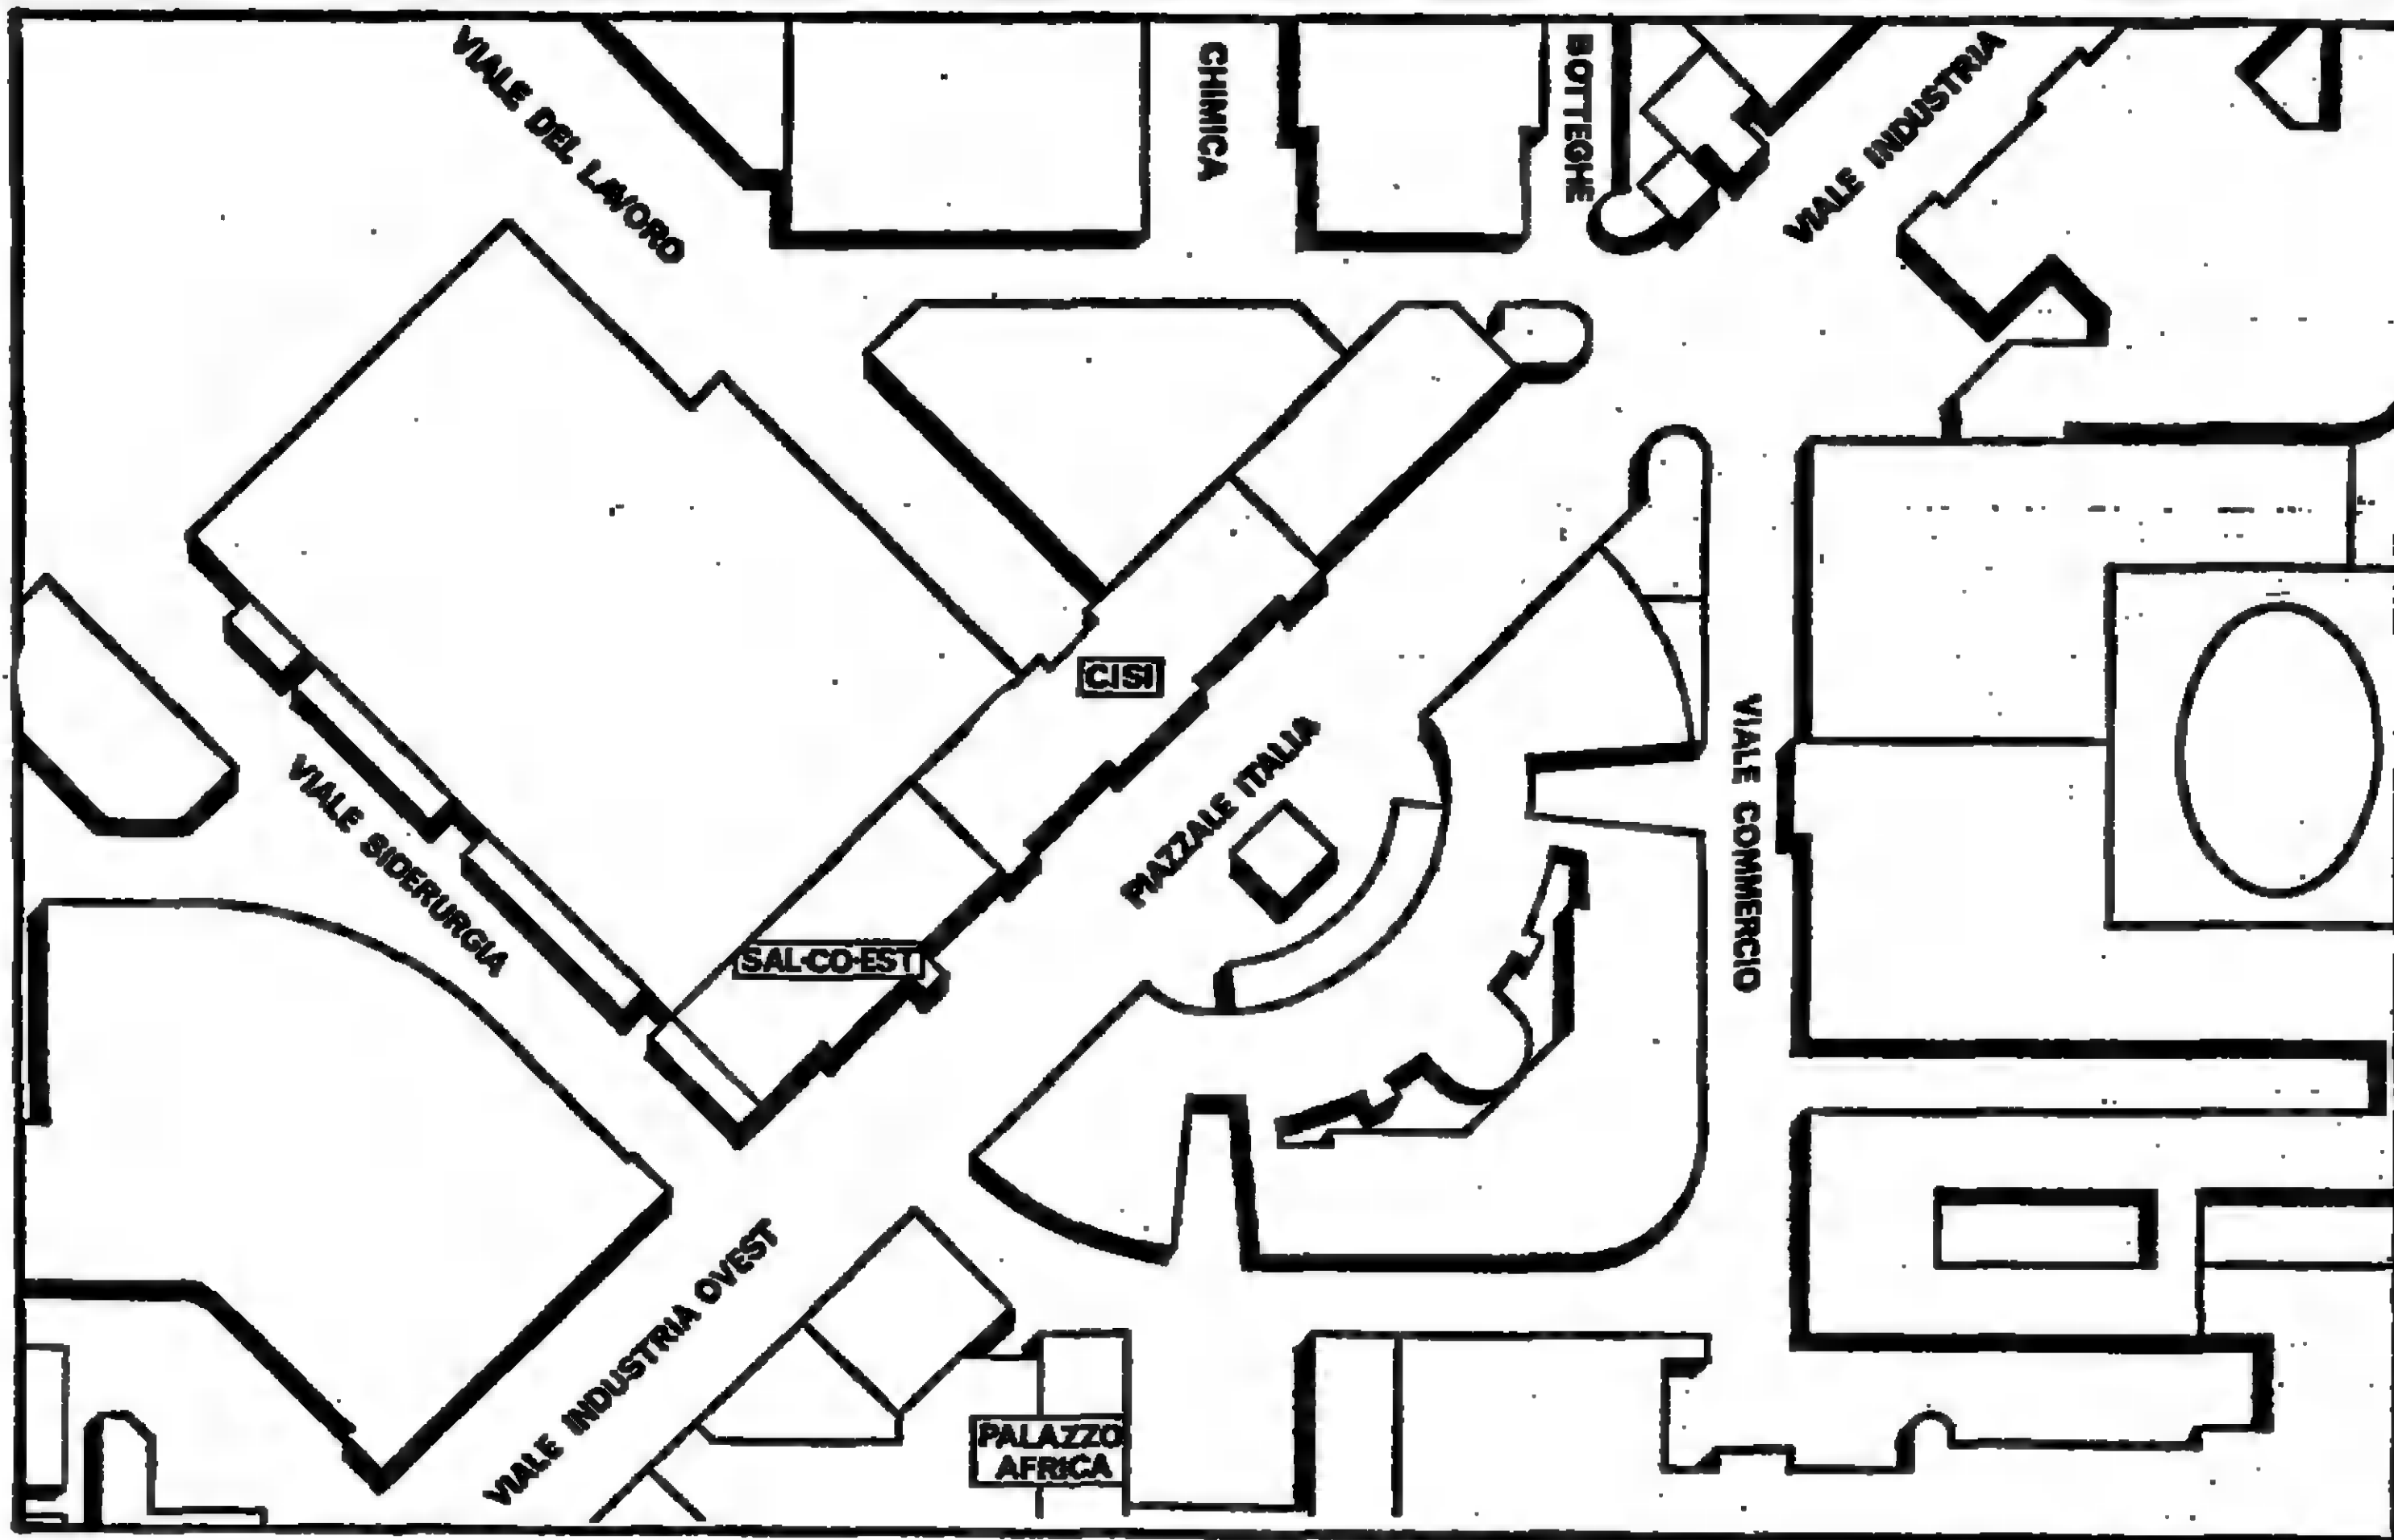 VIALE DEL LAVORO
CHIMICA
BOTTEGHE
VIALE INDUSTRIA
CISI
PIAZZALE ITALIA
VIALE COMMERCIO
VIALE SIDERURGIA
SAL·CO·EST
VIALE INDUSTRIA OVEST
PALAZZO
AFRICA